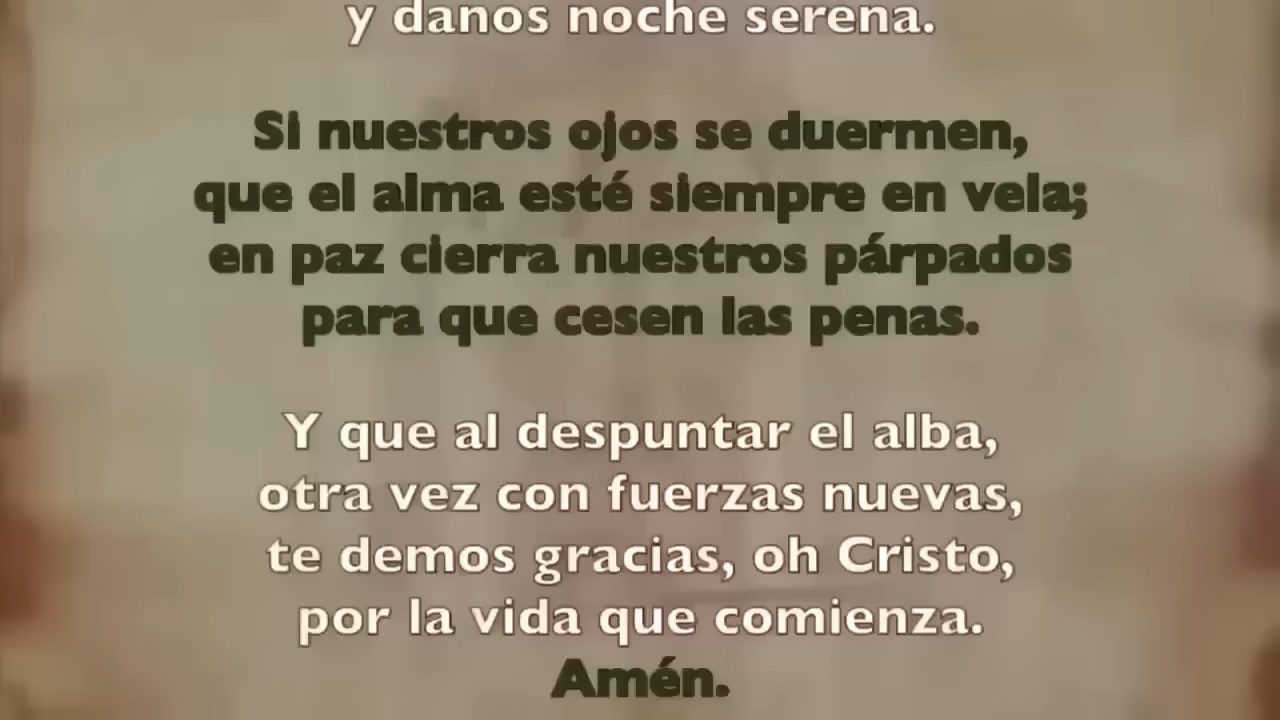 y danos noche serena.
Si nuestros ojos se duermen,
que el alma esté siempre en vela;
en paz cierra nuestros párpados
para que cesen las penas.
Y que al despuntar el alba,
otra vez con fuerzas nuevas,
te demos gracias, oh Cristo,
por la vida que comienza.
Amén.